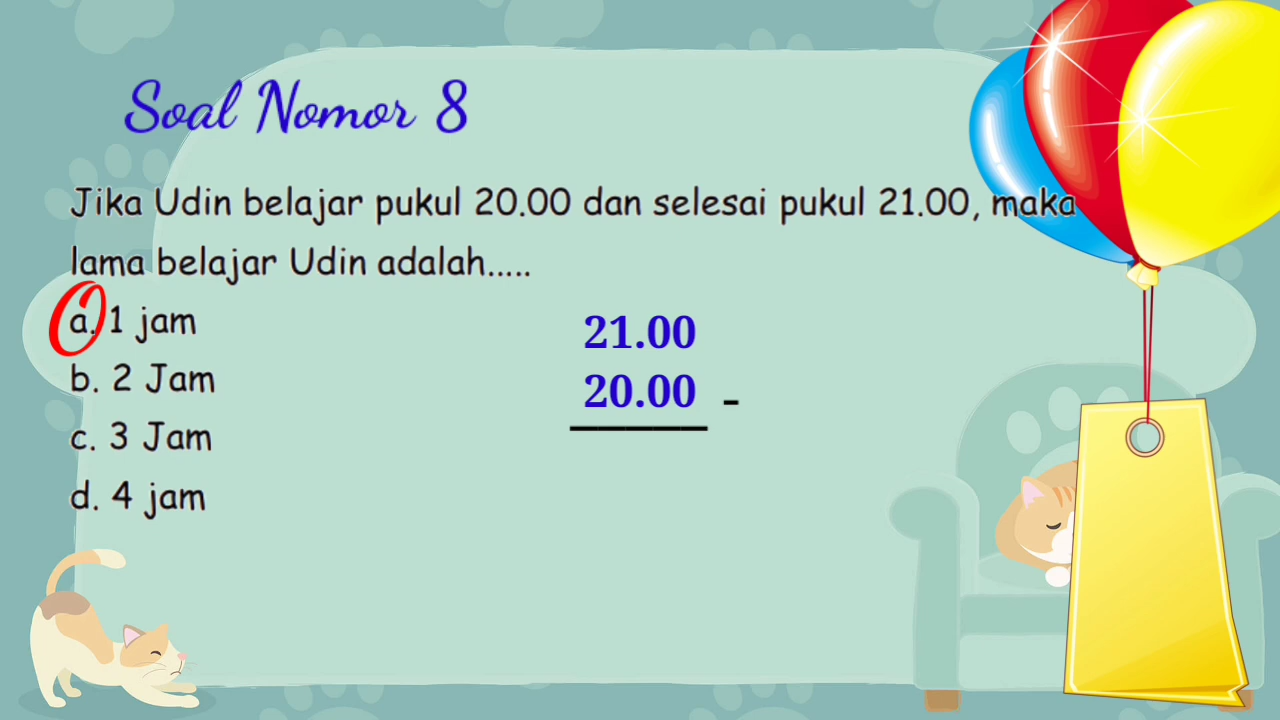 Soal Nomor 8
Jika Udin belajar pukul 20.00 dan selesai pukul 21.00, maka
lama belajar Udin adalah.....
a. 1 jam
b. 2 Jam
c. 3 Jam
d. 4 jam
21.00
20.00 -